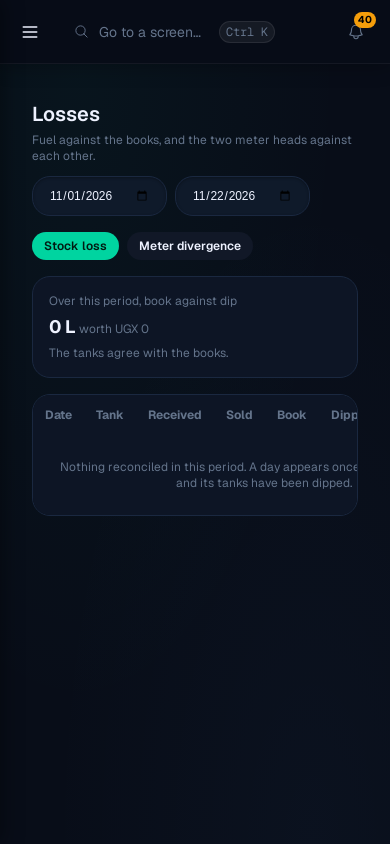 Go to a screen...
Ctrl K
40
Losses
Fuel against the books, and the two meter heads against
each other.
11/01/2026
11/22/2026
Stock loss
Meter divergence
Over this period, book against dip
0 L worth UGX 0
The tanks agree with the books.
Date Tank Received Sold Book Dipp
Nothing reconciled in this period. A day appears once
and its tanks have been dipped.